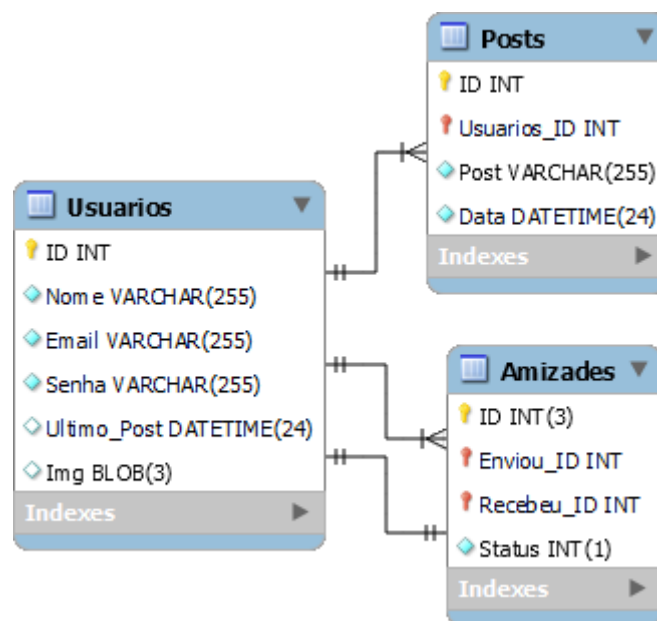 Posts
ID INT
Usuarios_ID INT
Post VARCHAR(255)
Data DATETIME(24)
Indexes
Usuarios
ID INT
Nome VARCHAR(255)
Email VARCHAR(255)
Senha VARCHAR(255)
Ultimo_Post DATETIME(24)
Img BLOB(3)
Indexes
Amizades
ID INT(3)
Enviou_ID INT
Recebeu_ID INT
Status INT(1)
Indexes